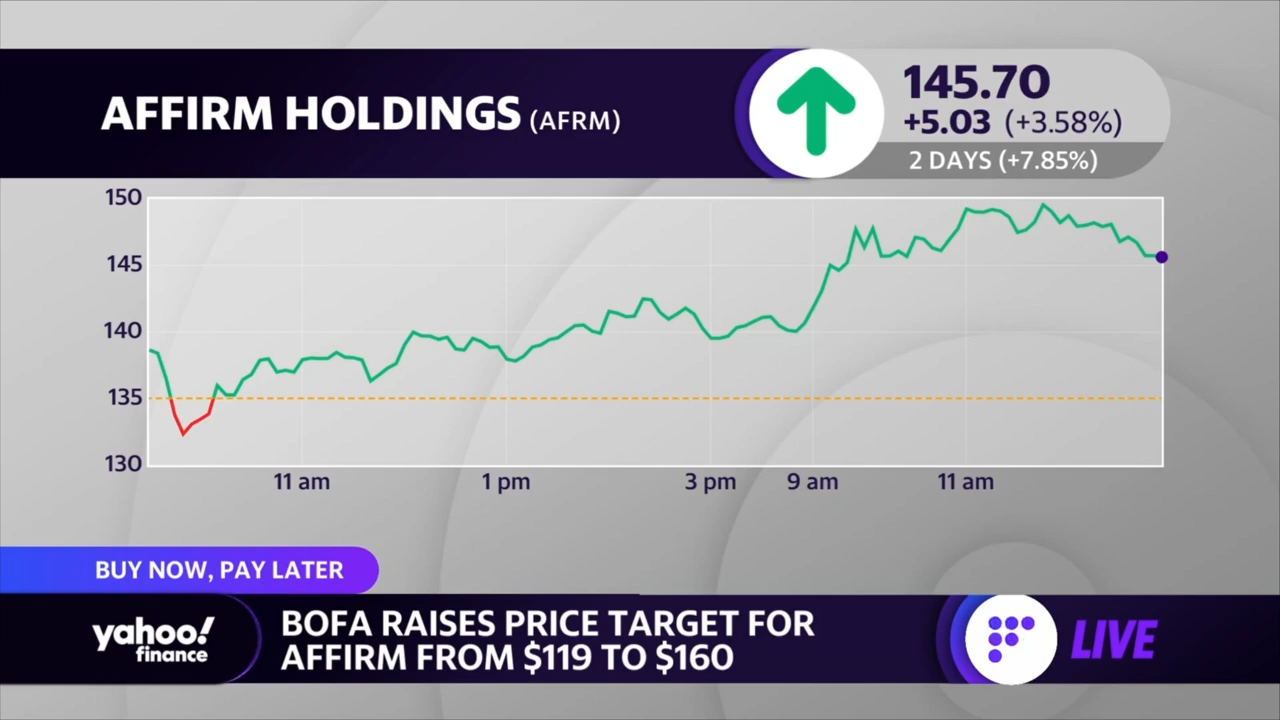 AFFIRM HOLDINGS (AFRM)
145.70
+5.03 (+3.58%)
2 DAYS (+7.85%)
150
145
140
135
130
11 am 1 pm 3 pm 9 am 11 am
BUY NOW, PAY LATER
yahoo!
finance
BOFA RAISES PRICE TARGET FOR
AFFIRM FROM $119 TO $160
LIVE